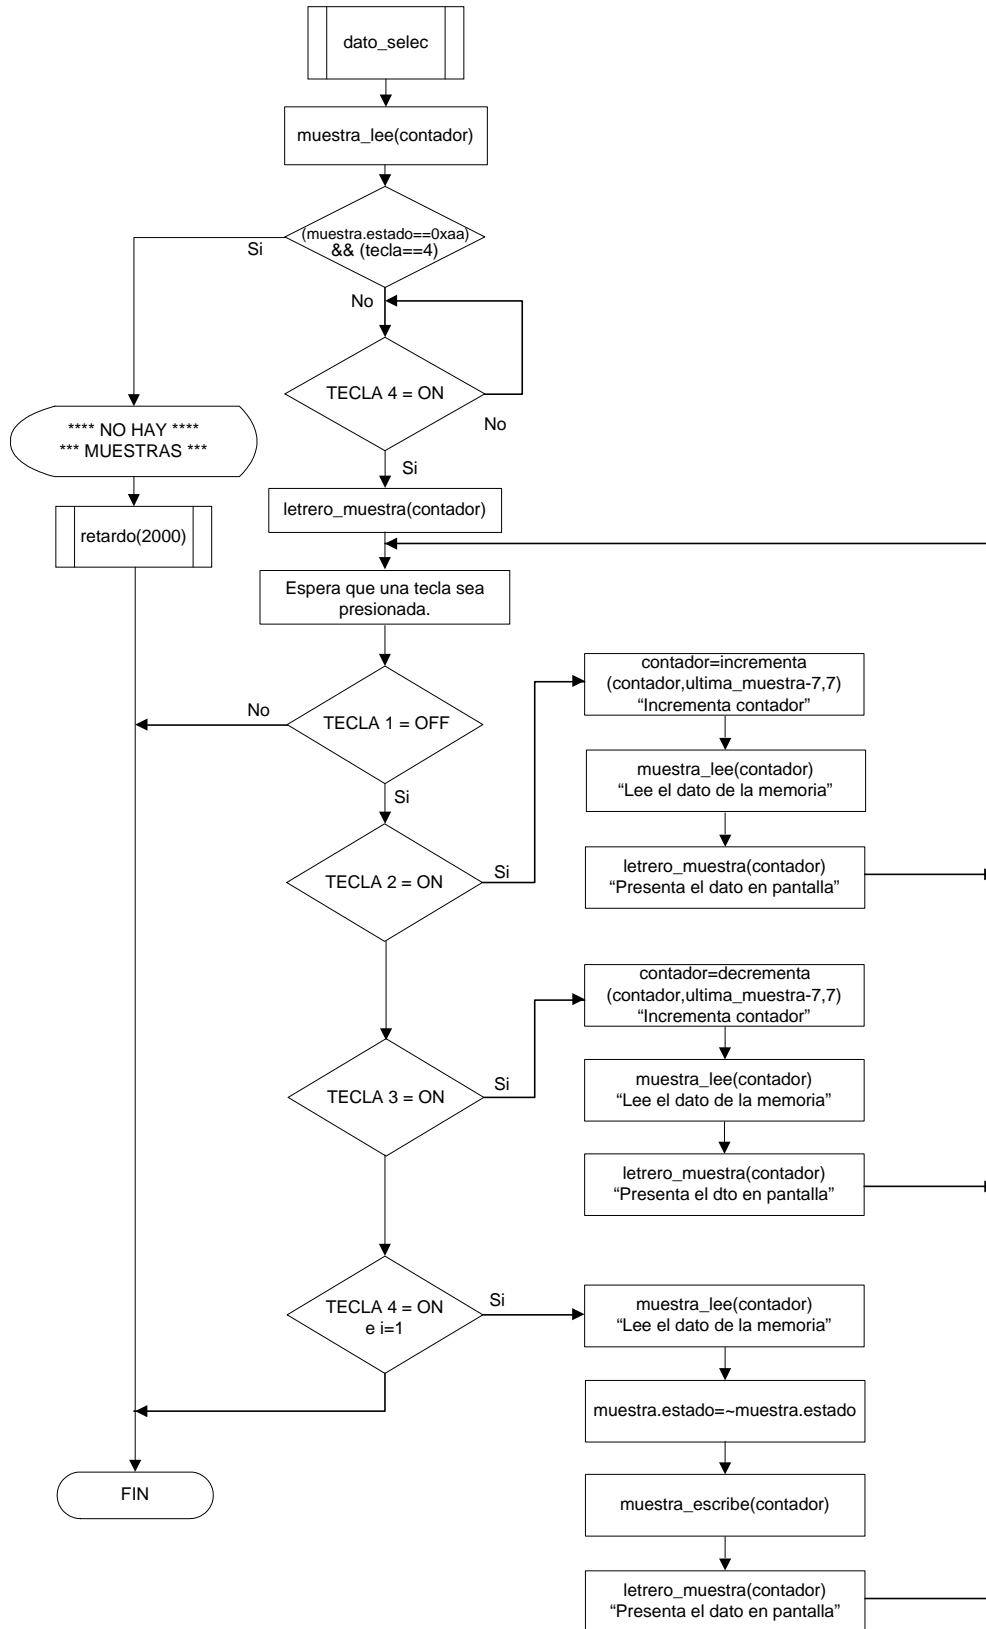 dato_selec
muestra_lee(contador)
(muestra.estado==0xaa)
&& (tecla==4)
Si
No
TECLA 4 = ON
No
**** NO HAY ****
*** MUESTRAS ***
Si
letrero_muestra(contador)
retardo(2000)
Espera que una tecla sea
presionada.
TECLA 1 = OFF
No
Si
contador=incrementa
(contador,ultima_muestra-7,7)
“Incrementa contador”
muestra_lee(contador)
“Lee el dato de la memoria”
TECLA 2 = ON
Si
letrero_muestra(contador)
“Presenta el dato en pantalla”
contador=decrementa
(contador,ultima_muestra-7,7)
“Incrementa contador”
TECLA 3 = ON
Si
muestra_lee(contador)
“Lee el dato de la memoria”
letrero_muestra(contador)
“Presenta el dto en pantalla”
TECLA 4 = ON
e i=1
Si
muestra_lee(contador)
“Lee el dato de la memoria”
muestra.estado=~muestra.estado
FIN
muestra_escribe(contador)
letrero_muestra(contador)
“Presenta el dato en pantalla”